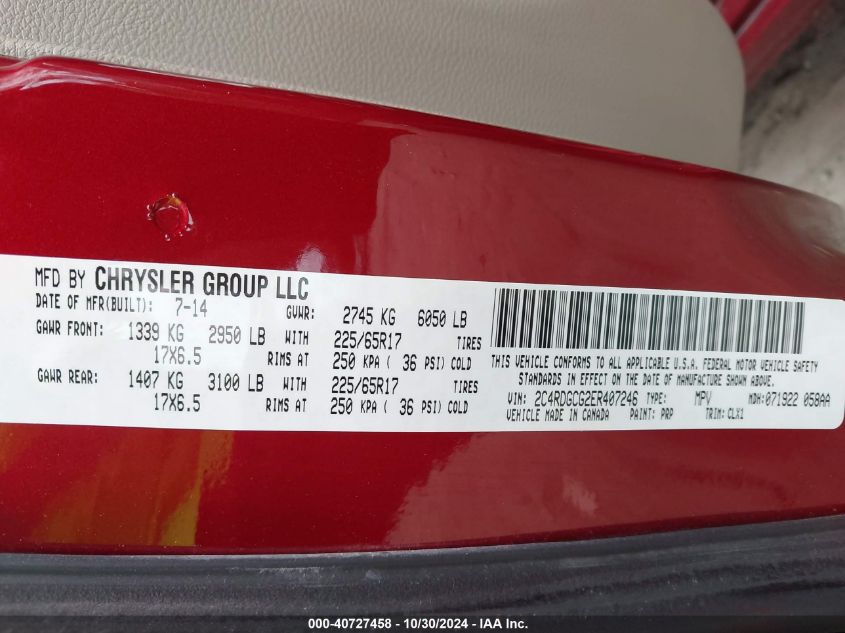 MFD BY CHRYSLER GROUP LLC
DATE OF MFR(BUILT): 7-14 GVWR: 2745 KG 6050 LB
GAWR FRONT: 1339 KG 2950 LB WITH 225/65R17 TIRES
17X6.5 RIMS AT 250 KPA ( 36 PSI) COLD
GAWR REAR: 1407 KG 3100 LB WITH 225/65R17 TIRES
17X6.5 RIMS AT 250 KPA ( 36 PSI) COLD
THIS VEHICLE CONFORMS TO ALL APPLICABLE U.S.A. FEDERAL MOTOR VEHICLE SAFETY
STANDARDS IN EFFECT ON THE DATE OF MANUFACTURE SHOWN ABOVE.
VIN: 2C4RDGCG2ER407246 TYPE: MPV MDH: 071922 058AA
VEHICLE MADE IN CANADA PAINT: PRP TRIM: CLX1
000-40727458 - 10/30/2024 - IAA Inc.